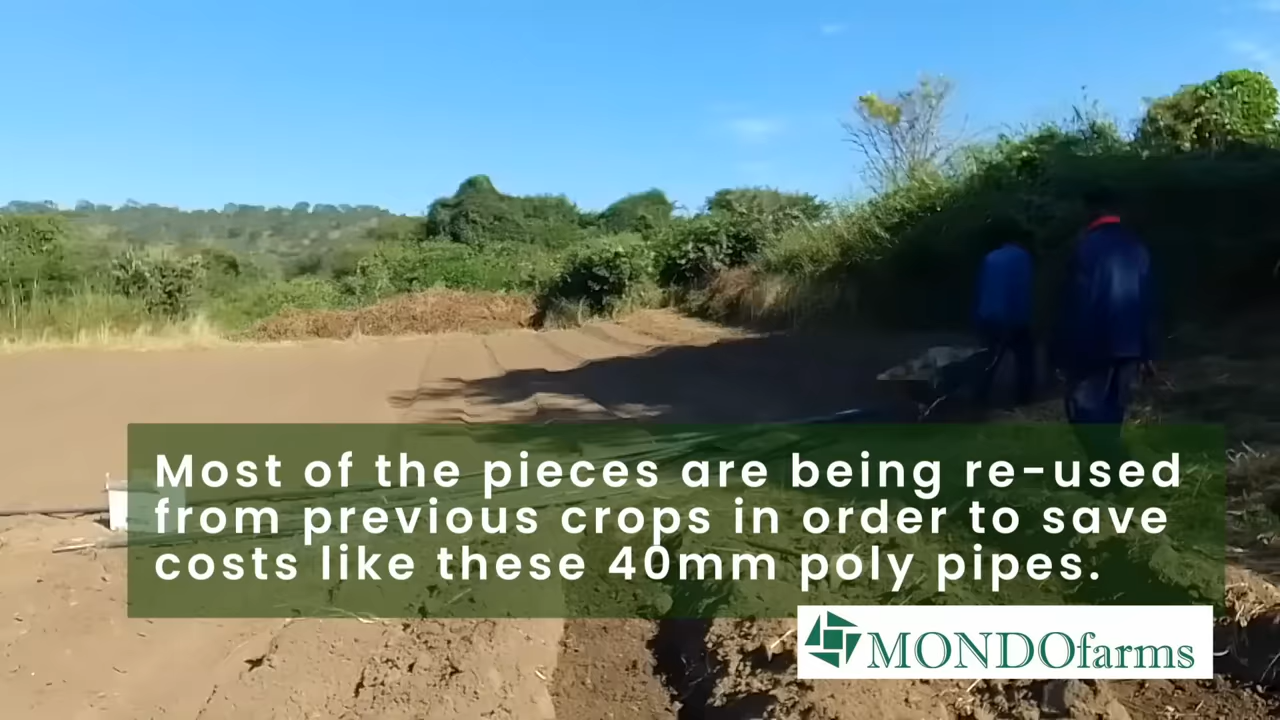 Most of the pieces are being re-used
from previous crops in order to save
costs like these 40mm poly pipes.
MONDOfarms